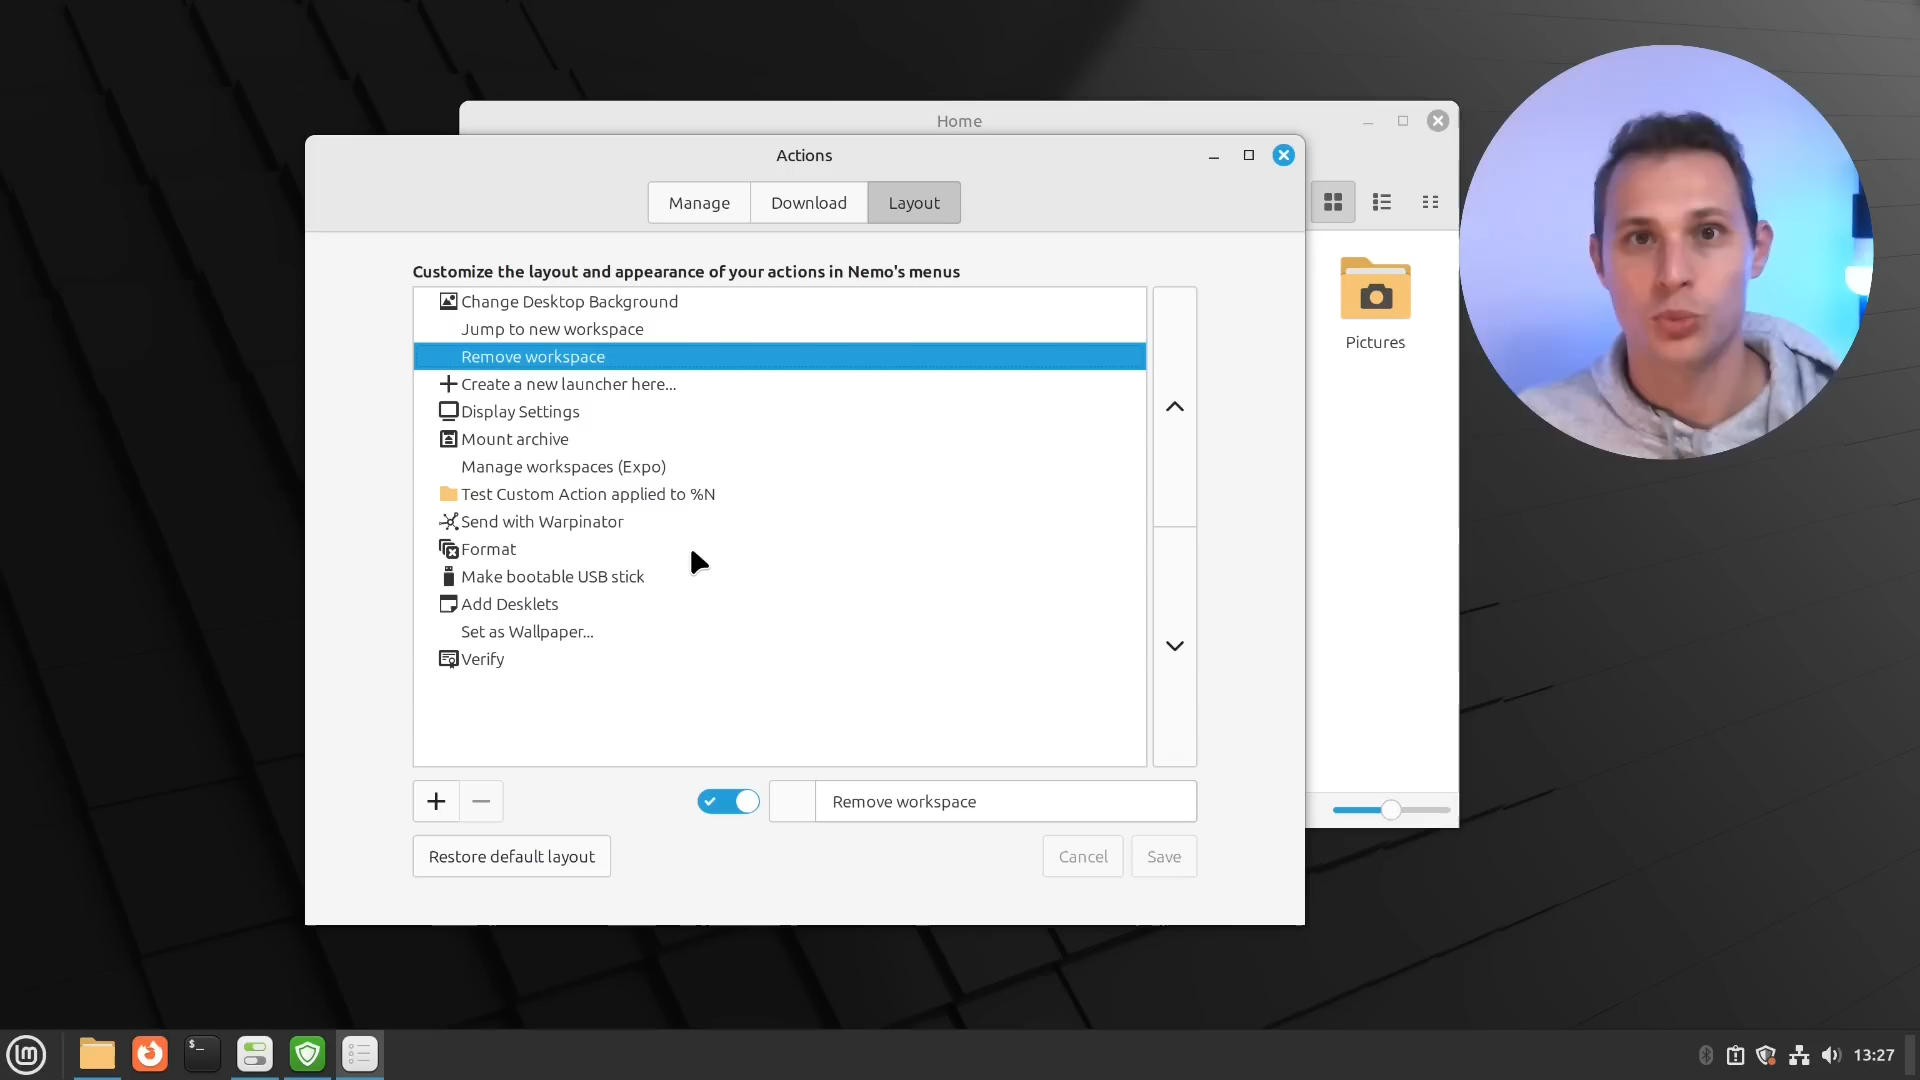 Home
Actions
Manage
Download
Layout
Customize the layout and appearance of your actions in Nemo's menus
Change Desktop Background
Jump to new workspace
Remove workspace
Create a new launcher here...
Display Settings
Mount archive
Manage workspaces (Expo)
Test Custom Action applied to %N
Send with Warpinator
Format
Make bootable USB stick
Add Desklets
Set as Wallpaper...
Verify
Remove workspace
Restore default layout
Cancel
Save
Pictures
$_
13:27